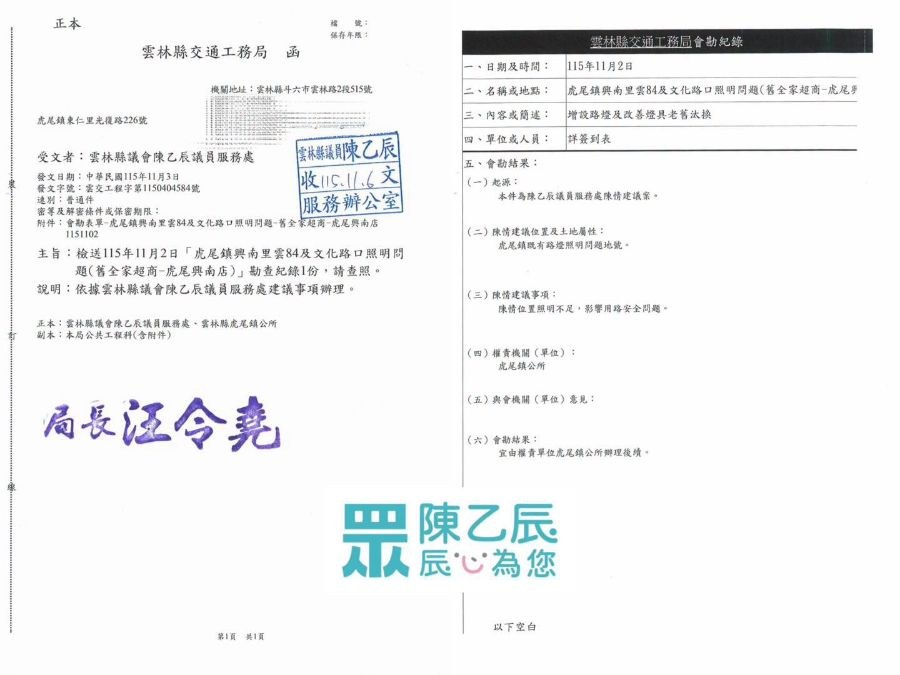 正本
檔　　號：
保存年限：
雲林縣交通工務局　函
機關地址：雲林縣斗六市雲林路2段515號
虎尾鎮東仁里光復路226號
受文者：雲林縣議會陳乙辰議員服務處
雲林縣議員陳乙辰
收115.11.6文
服務辦公室
發文日期：中華民國115年11月3日
發文字號：雲交工程字第1150404584號
速別：普通件
密等及解密條件或保密期限：
附件：會勘表單-虎尾鎮興南里雲84及文化路口照明問題-舊全家超商-虎尾興南店
1151102
主旨：檢送115年11月2日「虎尾鎮興南里雲84及文化路口照明問
題(舊全家超商-虎尾興南店)」勘查紀錄1份，請查照。
說明：依據雲林縣議會陳乙辰議員服務處建議事項辦理。
正本：雲林縣議會陳乙辰議員服務處、雲林縣虎尾鎮公所
副本：本局公共工程科(含附件)
裝
訂
線
局長汪令堯
第1頁　共1頁
雲林縣交通工務局會勘紀錄
一、日期及時間：　115年11月2日
二、名稱或地點：　虎尾鎮興南里雲84及文化路口照明問題(舊全家超商-虎尾
三、內容或簡述：　增設路燈及改善燈具老舊汰換
四、單位或人員：　詳簽到表
五、會勘結果：
(一) 起源：
本件為陳乙辰議員服務處陳情建議案。
(二) 陳情建議位置及土地屬性：
虎尾鎮既有路燈照明問題地號。
(三) 陳情建議事項：
陳情位置照明不足，影響用路安全問題。
(四) 權責機關（單位）：
虎尾鎮公所
(五) 與會機關（單位）意見：
(六) 會勘結果：
宜由權責單位虎尾鎮公所辦理後續。
眾 陳乙辰
辰心為您
以下空白